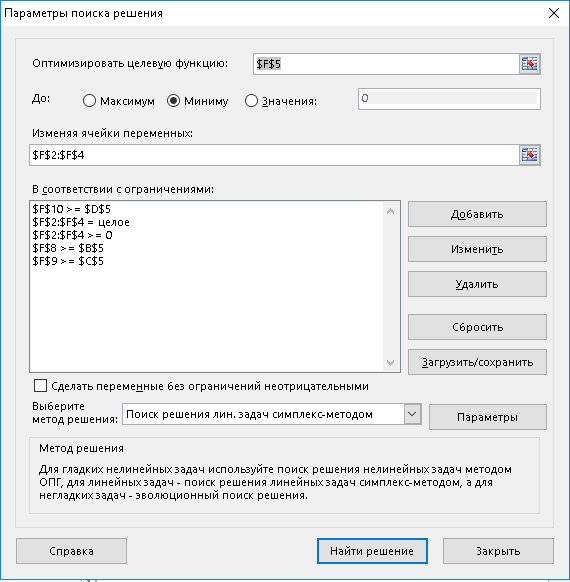 Параметры поиска решения
Оптимизировать целевую функцию:
$F$5
До:
Максимум
Миниму
Значения:
0
Изменяя ячейки переменных:
$F$2:$F$4
В соответствии с ограничениями:
$F$10 >= $D$5
$F$2:$F$4 = целое
$F$2:$F$4 >= 0
$F$8 >= $B$5
$F$9 >= $C$5
Добавить
Изменить
Удалить
Сбросить
Загрузить/сохранить
Сделать переменные без ограничений неотрицательными
Выберите
метод решения:
Поиск решения лин. задач симплекс-методом
Параметры
Метод решения
Для гладких нелинейных задач используйте поиск решения нелинейных задач методом
ОПГ, для линейных задач - поиск решения линейных задач симплекс-методом, а для
негладких задач - эволюционный поиск решения.
Справка
Найти решение
Закрыть